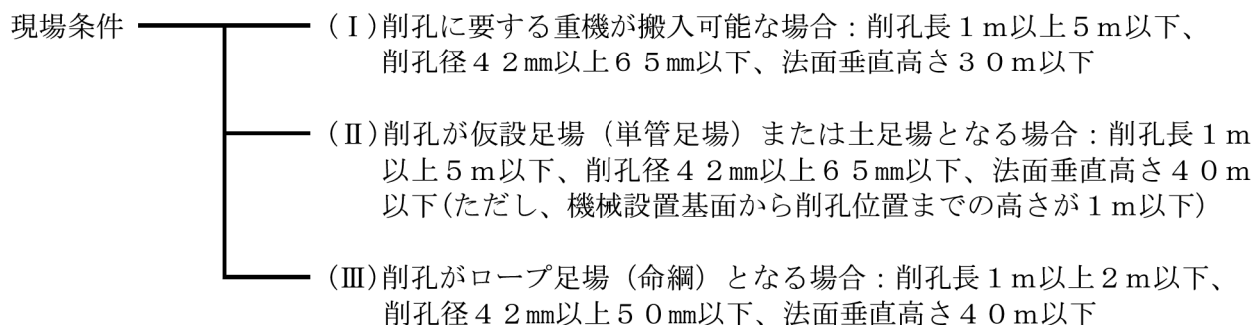 現場条件
(Ⅰ)削孔に要する重機が搬入可能な場合：削孔長１ｍ以上５ｍ以下、
削孔径４２㎜以上６５㎜以下、法面垂直高さ３０ｍ以下
(Ⅱ)削孔が仮設足場（単管足場）または土足場となる場合：削孔長１ｍ
以上５ｍ以下、削孔径４２㎜以上６５㎜以下、法面垂直高さ４０ｍ
以下(ただし、機械設置基面から削孔位置までの高さが１ｍ以下)
(Ⅲ)削孔がロープ足場（命綱）となる場合：削孔長１ｍ以上２ｍ以下、
削孔径４２㎜以上５０㎜以下、法面垂直高さ４０ｍ以下